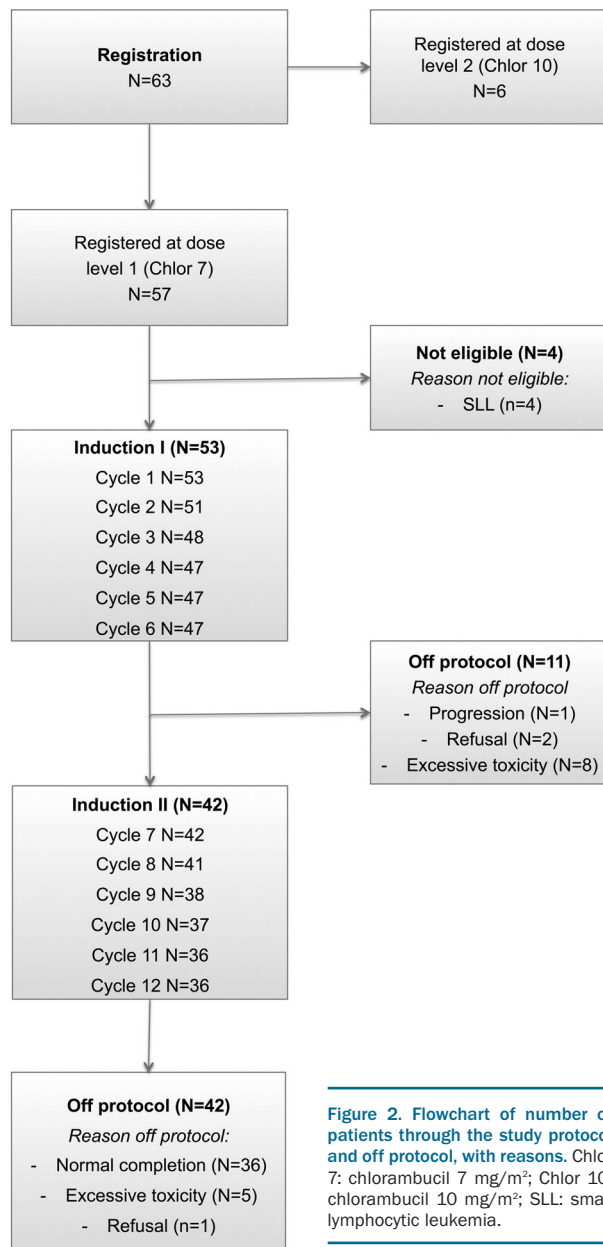 Registration
N=63
Registered at dose
level 2 (Chlor 10)
N=6
Registered at dose
level 1 (Chlor 7)
N=57
Not eligible (N=4)
Reason not eligible:
- SLL (n=4)
Induction I (N=53)
Cycle 1 N=53
Cycle 2 N=51
Cycle 3 N=48
Cycle 4 N=47
Cycle 5 N=47
Cycle 6 N=47
Off protocol (N=11)
Reason off protocol
- Progression (N=1)
- Refusal (N=2)
- Excessive toxicity (N=8)
Induction II (N=42)
Cycle 7 N=42
Cycle 8 N=41
Cycle 9 N=38
Cycle 10 N=37
Cycle 11 N=36
Cycle 12 N=36
Off protocol (N=42)
Reason off protocol:
- Normal completion (N=36)
- Excessive toxicity (N=5)
- Refusal (n=1)
Figure 2. Flowchart of number
patients through the study
and off protocol, with reasons.
7: chlorambucil 7 mg/m²; Chlor 10
chlorambucil 10 mg/m²; SLL:
lymphocytic leukemia.